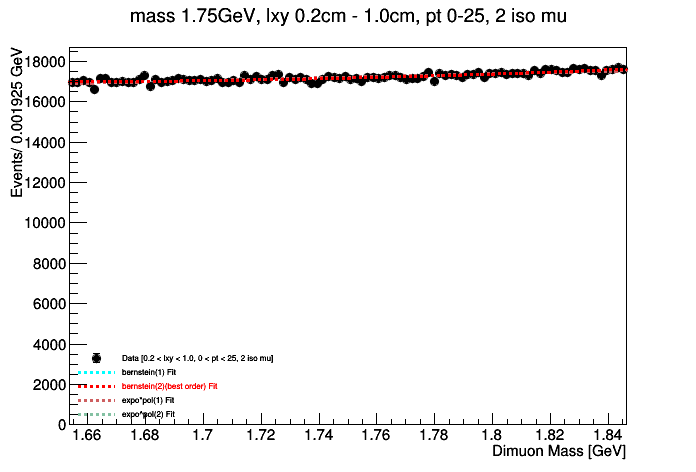 mass 1.75GeV, lxy 0.2cm - 1.0cm, pt 0-25, 2 iso mu
Events/ 0.001925 GeV
18000
16000
14000
12000
10000
8000
6000
4000
2000
0
Data [0.2 < lxy < 1.0, 0 < pt < 25, 2 iso mu]
bernstein(1) Fit
bernstein(2)(best order) Fit
expo*pol(1) Fit
expo*pol(2) Fit
1.66 1.68 1.7 1.72 1.74 1.76 1.78 1.8 1.82 1.84
Dimuon Mass [GeV]